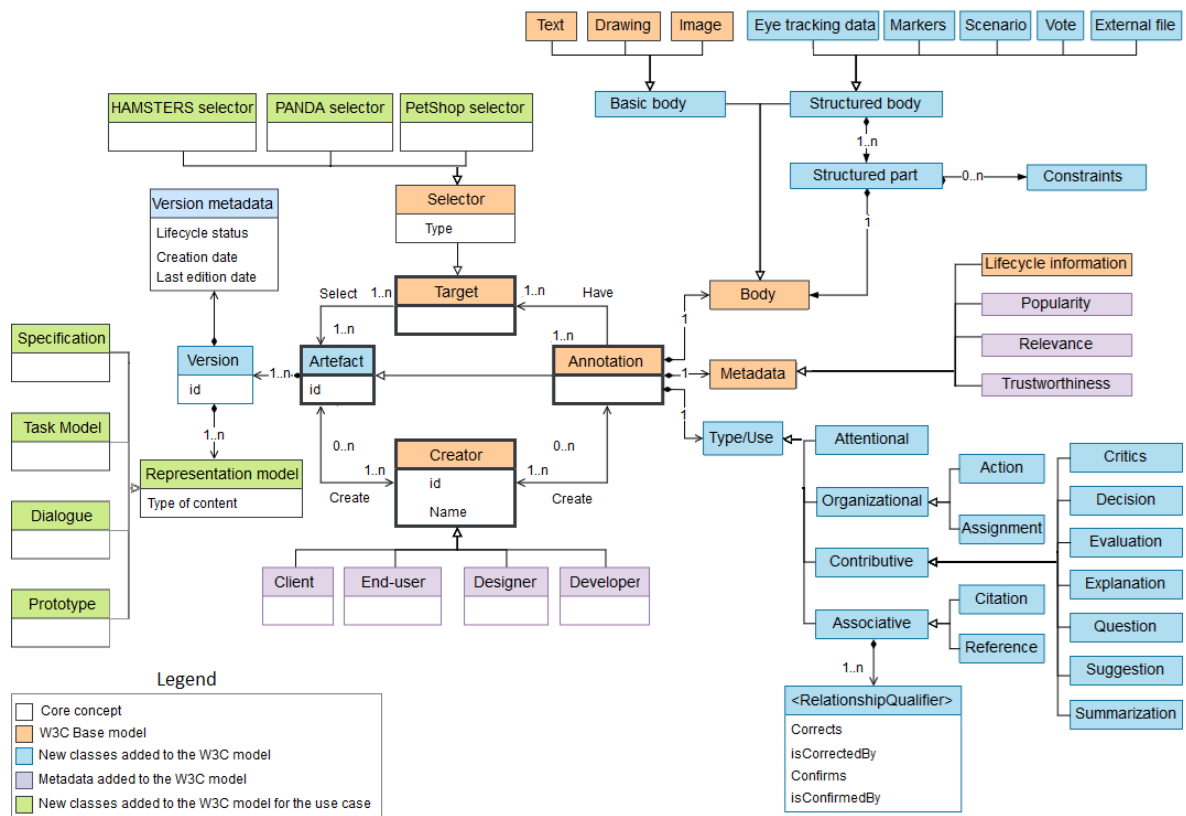 Text
Drawing
Image
Eye tracking data
Markers
Scenario
Vote
External file
Basic body
Structured body
HAMSTERS selector
PANDA selector
PetShop selector
1..n
Structured part
0..n
Constraints
1
Selector
Type
Version metadata
Lifecycle status
Creation date
Last edition date
Lifecycle information
Popularity
Relevance
Trustworthiness
Select
1..n
Target
1..n
Have
Body
1
1..n
1..n
Specification
Version
id
1..n
Artefact
id
Annotation
1
Metadata
1
Type/Use
Attentional
Task Model
1..n
0..n
1..n
Create
Creator
id
Name
0..n
1..n
Create
Representation model
Type of content
Organizational
Action
Assignment
Critics
Decision
Evaluation
Explanation
Question
Suggestion
Summarization
Dialogue
Contributive
Client
End-user
Designer
Developer
Prototype
Associative
Citation
Reference
1..n
<RelationshipQualifier>
Corrects
isCorrectedBy
Confirms
isConfirmedBy
Legend
Core concept
W3C Base model
New classes added to the W3C model
Metadata added to the W3C model
New classes added to the W3C model for the use case